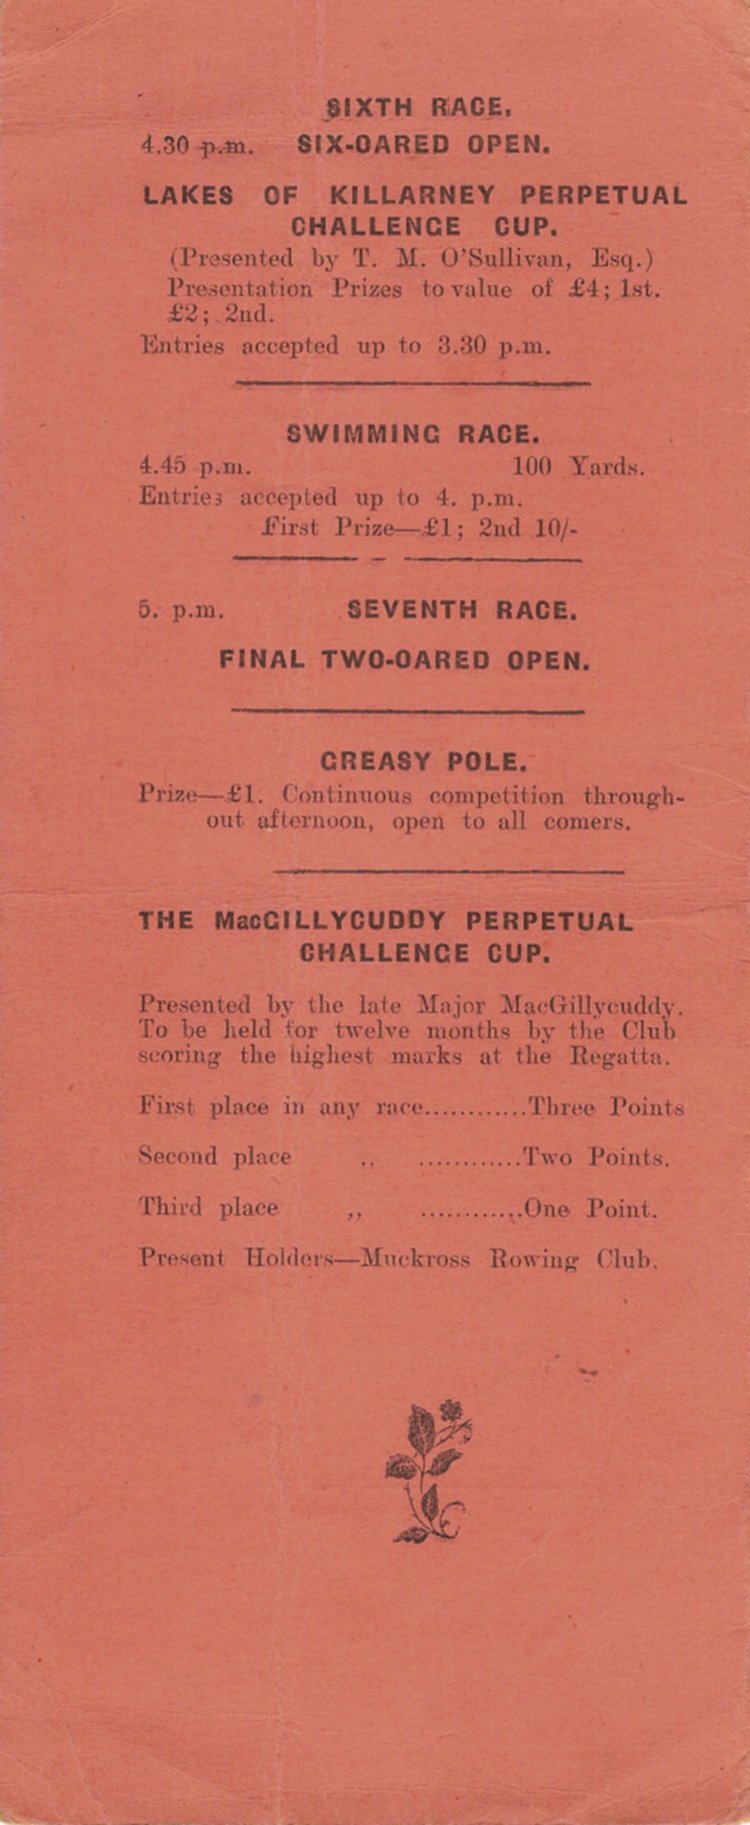 SIXTH RACE.
4.30 p.m. SIX-OARED OPEN.
LAKES OF KILLARNEY PERPETUAL
CHALLENGE CUP.
(Presented by T. M. O'Sullivan, Esq.)
Presentation Prizes to value of £4; 1st.
£2; 2nd.
Entries accepted up to 3.30 p.m.
SWIMMING RACE.
4.45 p.m. 100 Yards.
Entries accepted up to 4. p.m.
First Prize—£1; 2nd 10/-
5. p.m. SEVENTH RACE.
FINAL TWO-OARED OPEN.
GREASY POLE.
Prize—£1. Continuous competition through-
out afternoon, open to all comers.
THE MacGILLYCUDDY PERPETUAL
CHALLENGE CUP.
Presented by the late Major MacGillycuddy.
To be held for twelve months by the Club
scoring the highest marks at the Regatta.
First place in any race............Three Points
Second place ,, ............Two Points.
Third place ,, ............One Point.
Present Holders—Muckross Rowing Club.